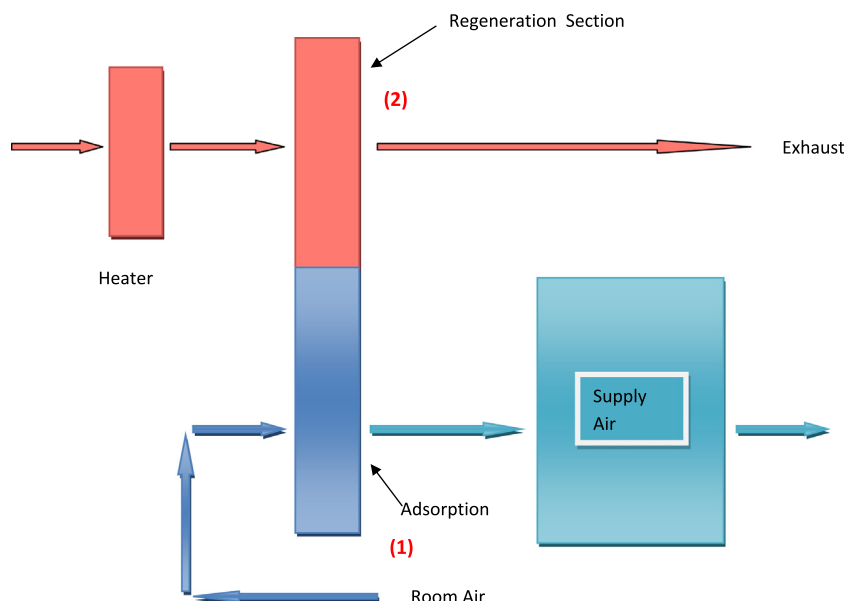 Regeneration Section
(2)
Exhaust
Heater
Supply
Air
Adsorption
(1)
Room Air